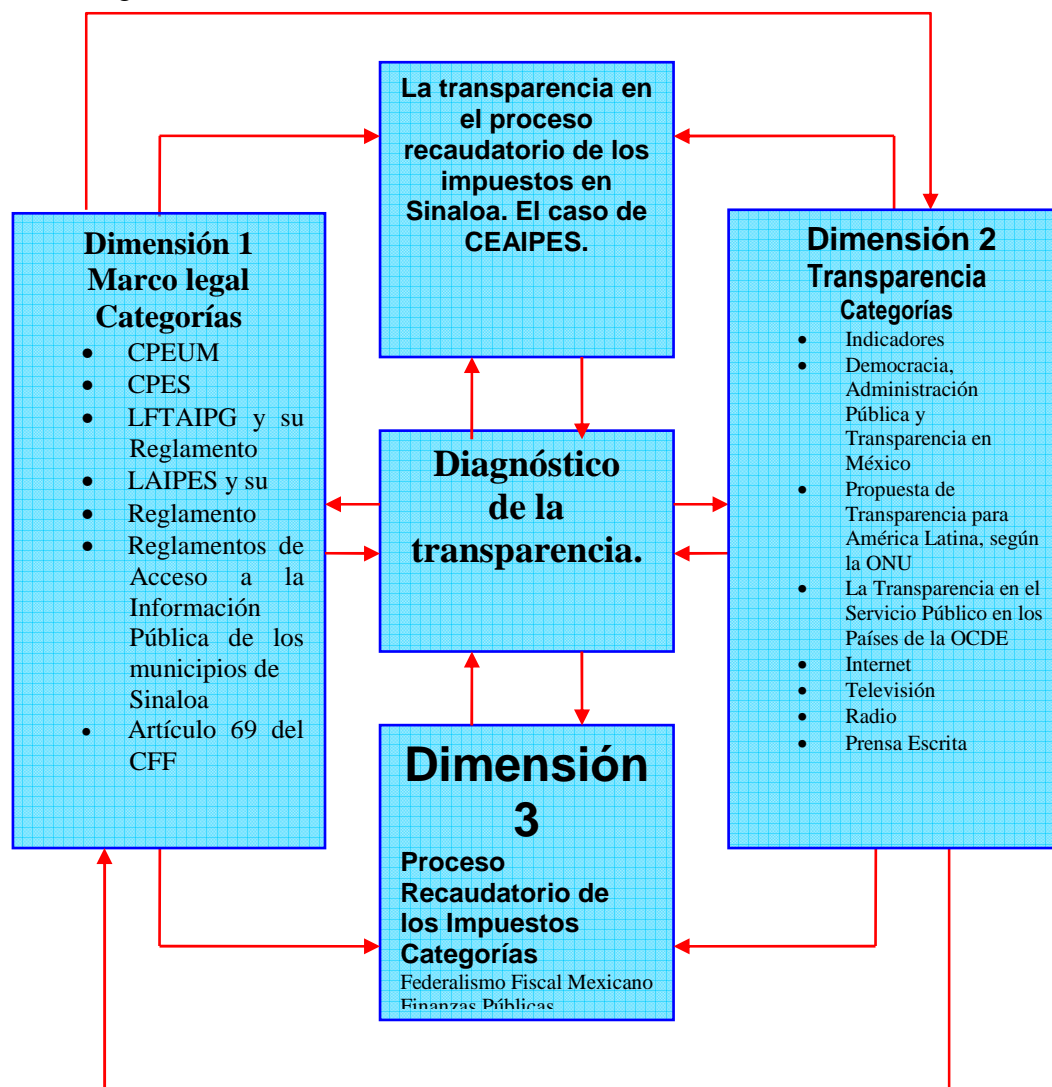 La transparencia en
el proceso
recaudatorio de los
impuestos en
Sinaloa. El caso de
CEAIPES.
Dimensión 1
Marco legal
Categorías
• CPEUM
• CPES
• LFTAIPG y su
Reglamento
• LAIPES y su
• Reglamento
• Reglamentos de
Acceso a la
Información
Pública de los
municipios de
Sinaloa
• Artículo 69 del
CFF
Diagnóstico
de la
transparencia.
Dimensión 2
Transparencia
Categorías
• Indicadores
• Democracia,
Administración
Pública y
Transparencia en
México
• Propuesta de
Transparencia para
América Latina, según
la ONU
• La Transparencia en el
Servicio Público en los
Países de la OCDE
• Internet
• Televisión
• Radio
• Prensa Escrita
Dimensión
3
Proceso
Recaudatorio de
los Impuestos
Categorías
Federalismo Fiscal Mexicano
Finanzas Públicas